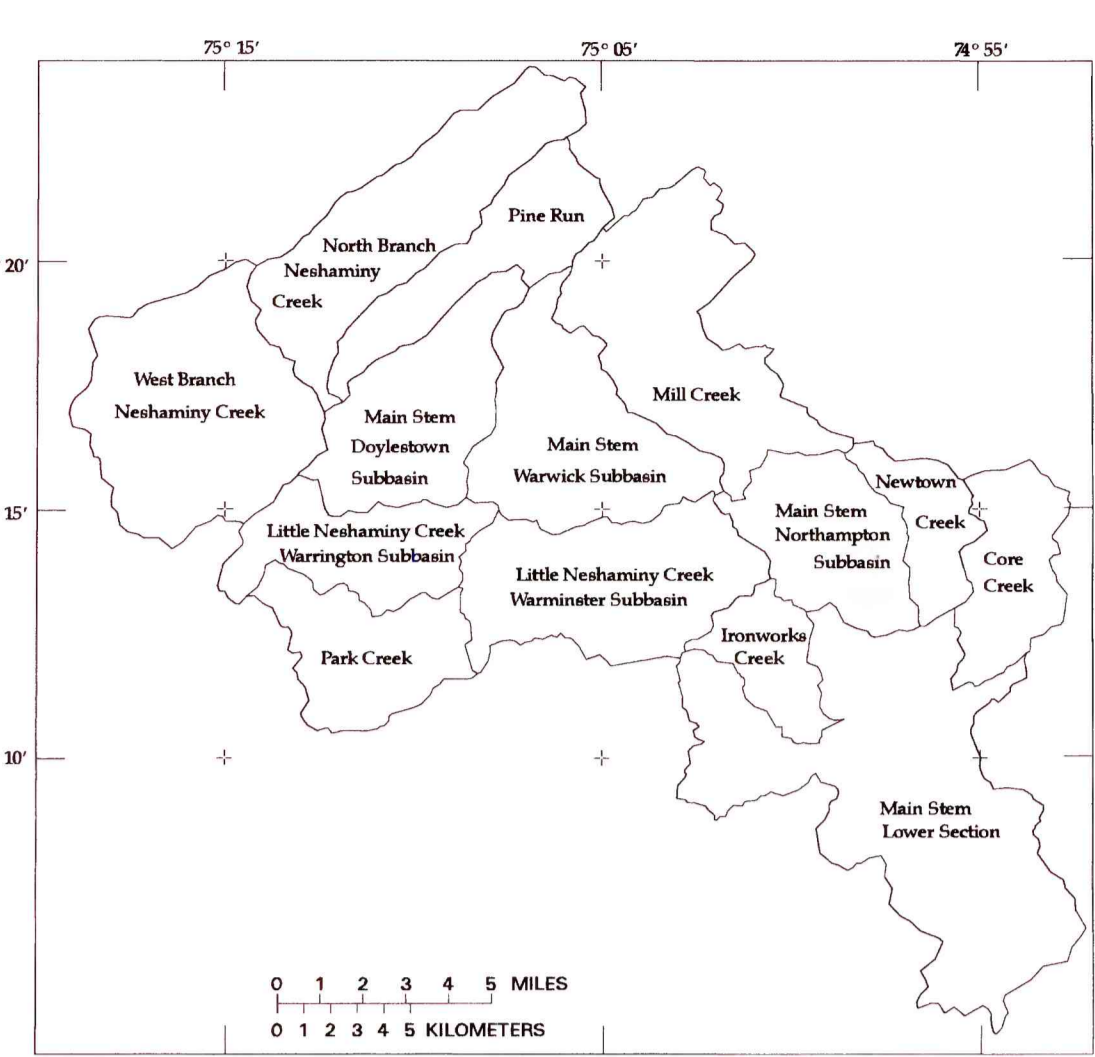 75° 15′
75° 05′
74° 55′
Pine Run
North Branch
Neshaminy
Creek
20′
West Branch
Neshaminy Creek
Mill Creek
Main Stem
Doylestown
Subbasin
Main Stem
Warwick Subbasin
Newtown
Creek
15′
Main Stem
Northampton
Subbasin
Little Neshaminy Creek
Warrington Subbasin
Core
Creek
Little Neshaminy Creek
Warminster Subbasin
Ironworks
Creek
Park Creek
10′
Main Stem
Lower Section
0 1 2 3 4 5 MILES
0 1 2 3 4 5 KILOMETERS